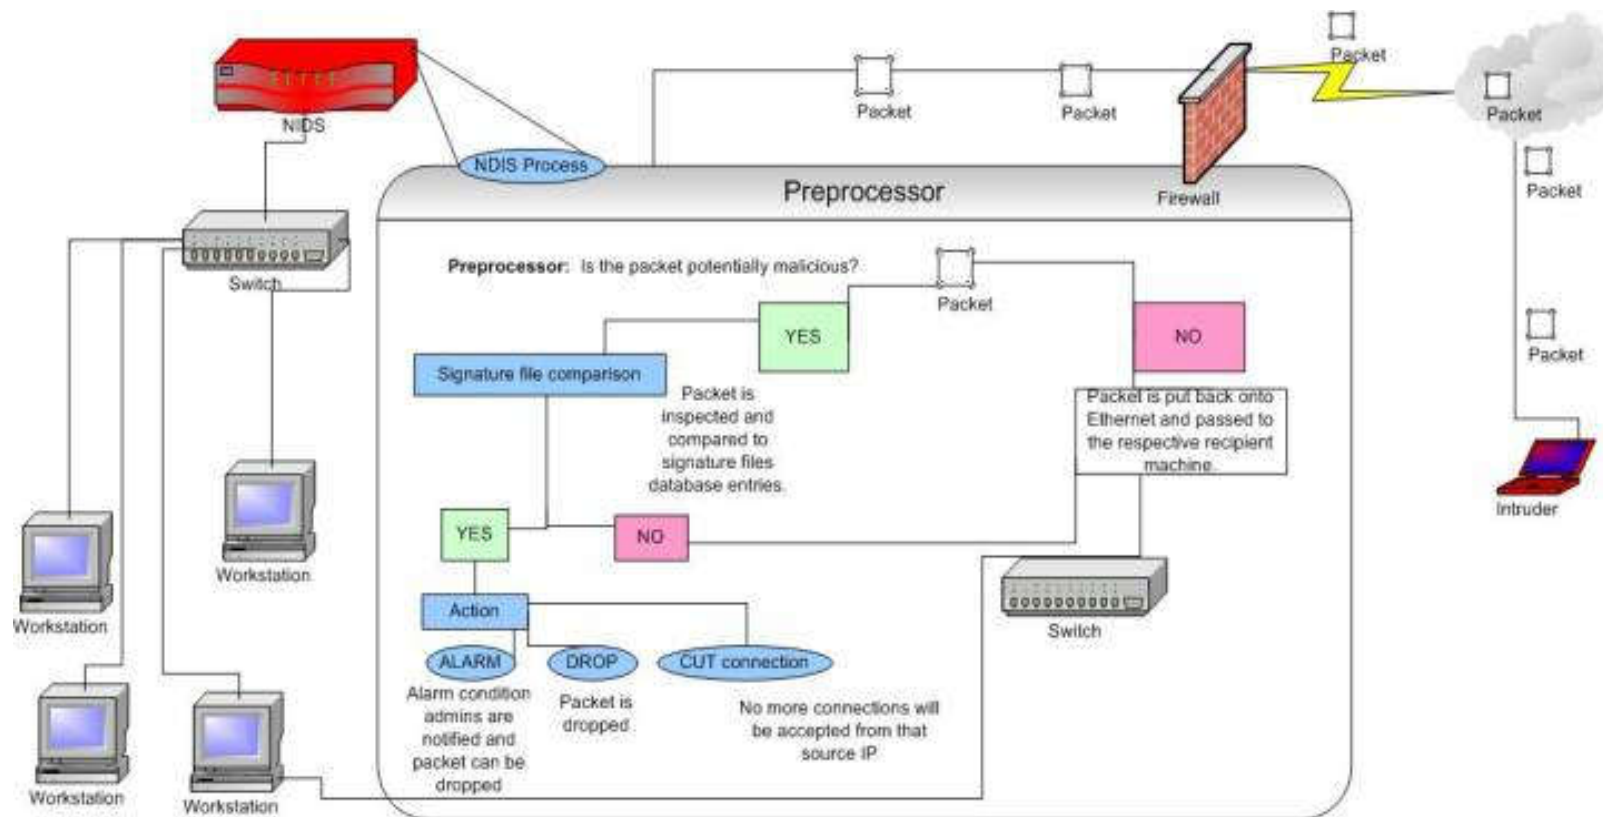 Packet
NIDS
Packet
Packet
Packet
NDIS Process
Preprocessor
Firewall
Packet
Preprocessor: Is the packet potentially malicious?
Switch
Packet
YES
NO
Packet
Signature file comparison
Packet is
inspected and
compared to
signature files
database entries.
Packet is put back onto
Ethernet and passed to
the respective recipient
machine.
Intruder
YES
NO
Workstation
Workstation
Action
Switch
ALARM
DROP
CUT connection
Alarm condition
admins are
notified and
packet can be
dropped
Packet is
dropped
No more connections will
be accepted from that
source IP
Workstation
Workstation